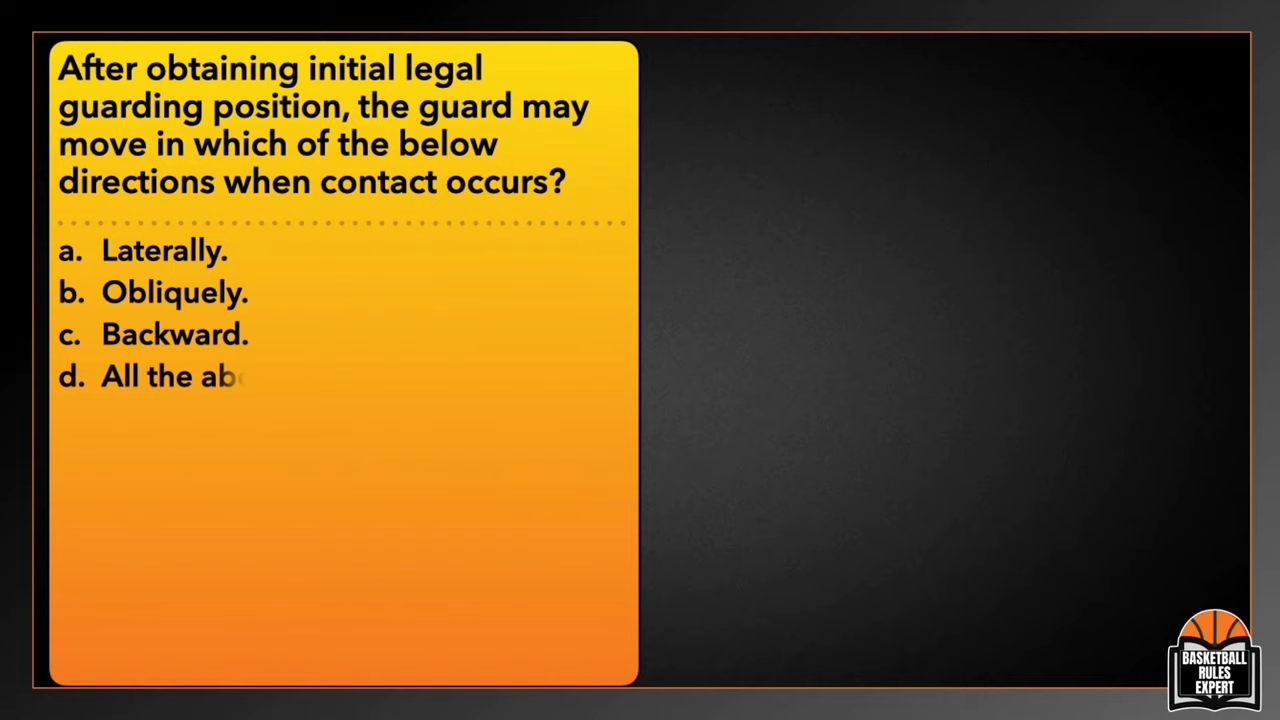 After obtaining initial legal
guarding position, the guard may
move in which of the below
directions when contact occurs?
a. Laterally.
b. Obliquely.
c. Backward.
d. All the
BASKETBALL
RULES
EXPERT